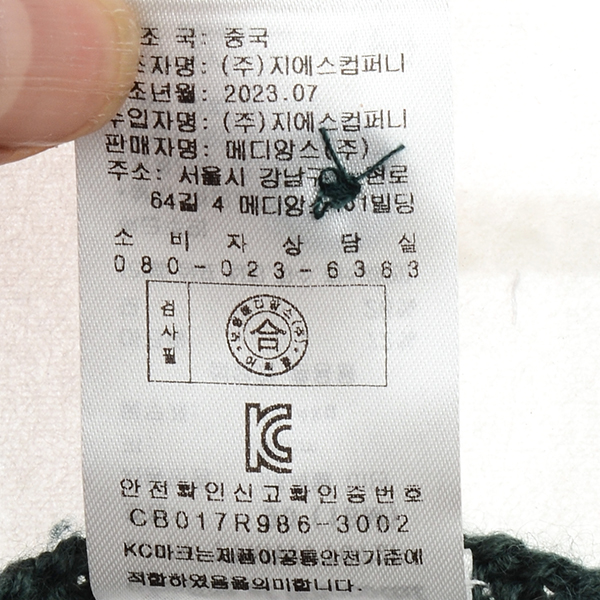 조 국: 중국
조자명: (주)지에스컴퍼니
조년월: 2023.07
수입자명: (주)지에스컴퍼니
판매자명: 메디앙스(주)
주소: 서울시 강남구
64길 4 메디앙스 빌딩
소 비 자 상 담 실
080-023-6363
검사필
合
KC
안전확인신고확인증번호
CB017R986-3002
KC마크는제품이공통안전기준에
적합하였음을의미합니다.